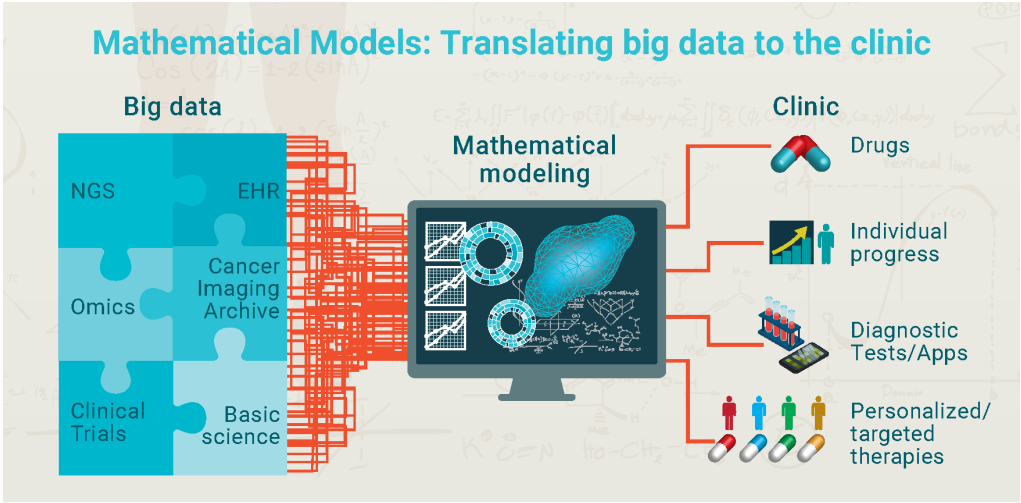 Mathematical Models: Translating big data to the clinic
Big data
NGS
EHR
Omics
Cancer
Imaging
Archive
Clinical
Trials
Basic
science
Mathematical
modeling
Clinic
Drugs
Individual
progress
Diagnostic
Tests/Apps
Personalized/
targeted
therapies